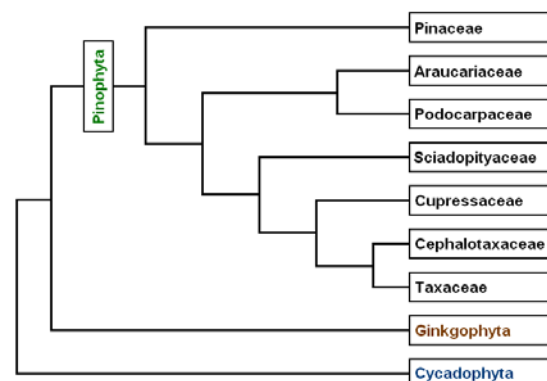 Pinophyta
Pinaceae
Araucariaceae
Podocarpaceae
Sciadopityaceae
Cupressaceae
Cephalotaxaceae
Taxaceae
Ginkgophyta
Cycadophyta